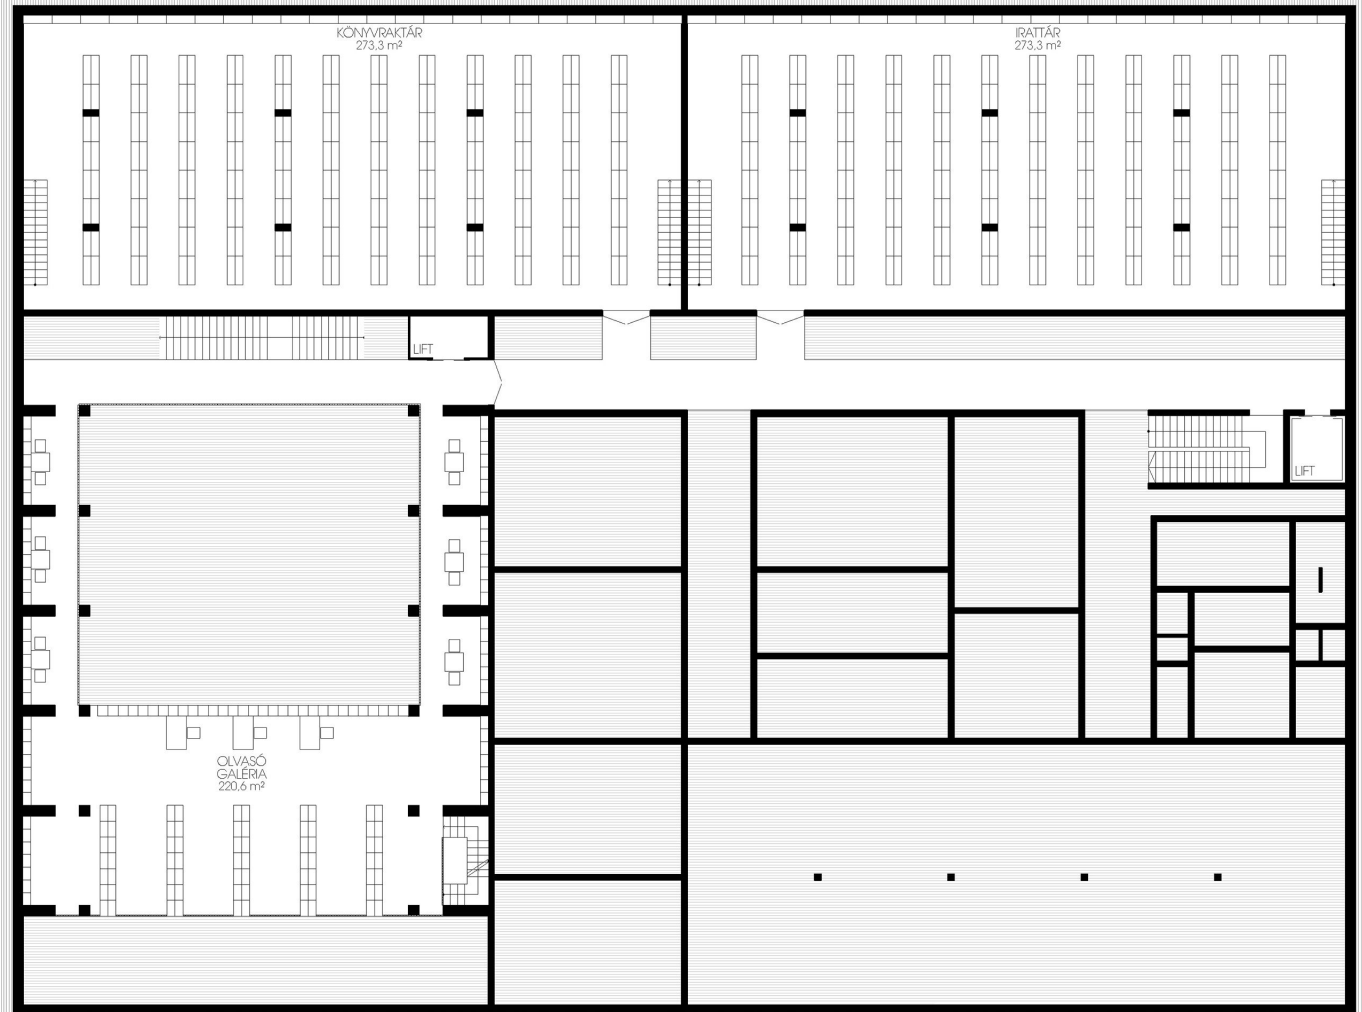 KÖNYVRAKTÁR
273,3 m²
IRATTÁR
273,3 m²
LIFT
LIFT
OLVASÓ
GALÉRIA
220,6 m²